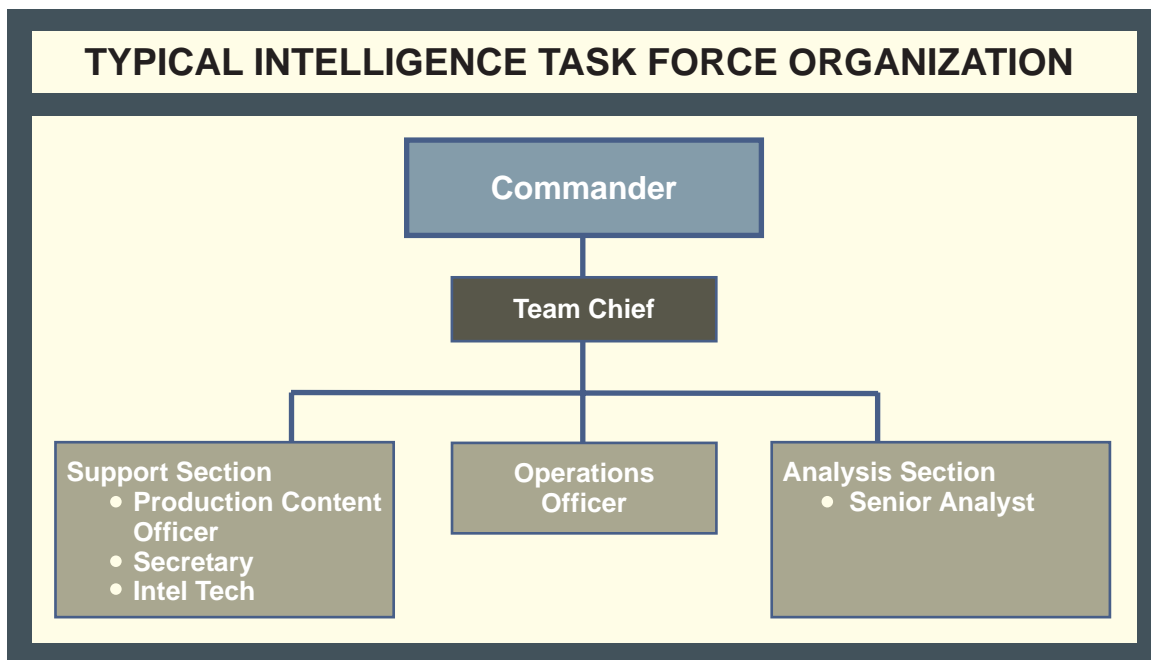 TYPICAL INTELLIGENCE TASK FORCE ORGANIZATION
Commander
Team Chief
Support Section
• Production Content
Officer
• Secretary
• Intel Tech
Operations
Officer
Analysis Section
• Senior Analyst